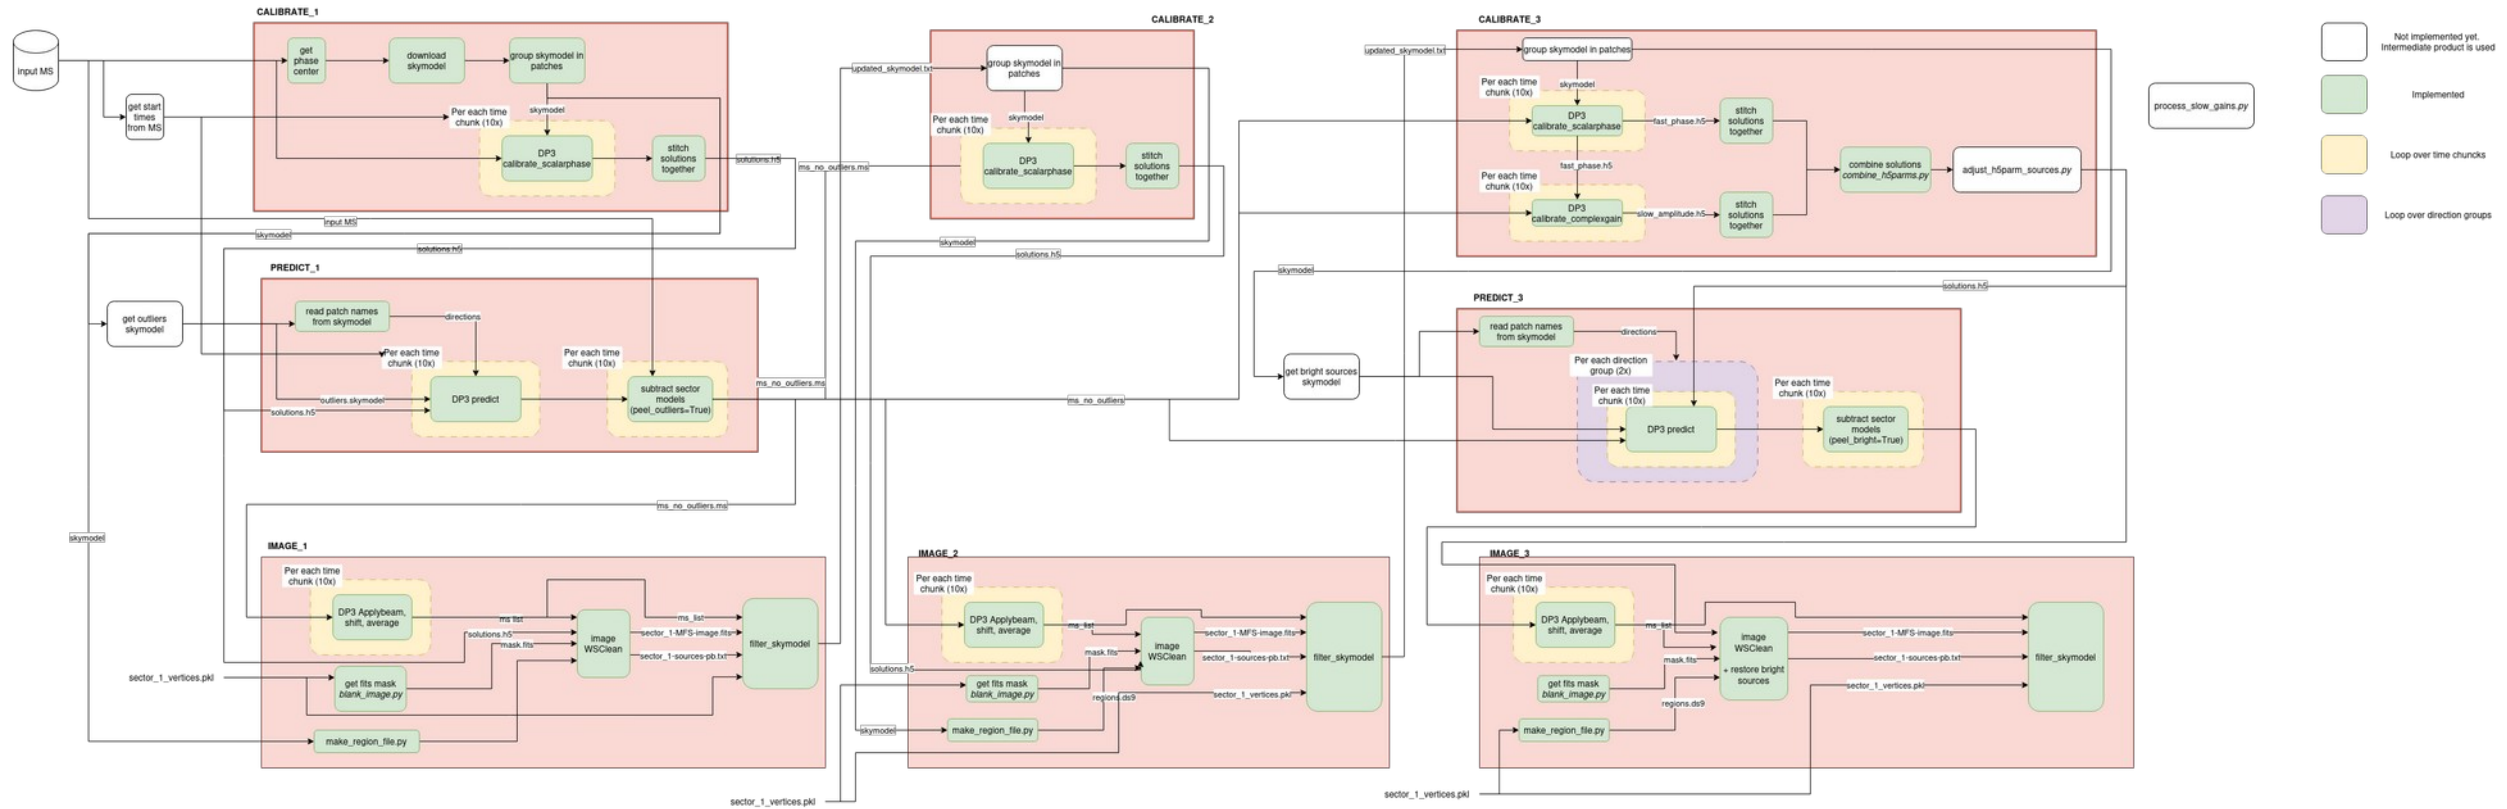 CALIBRATE_1
input MS
get
phase
center
download
skymodel
group skymodel in
patches
get start
times
from MS
Per each time
chunk (10x)
skymodel
DP3
calibrate_scalarphase
stitch
solutions
together
solutions.h5
input MS
skymodel
solutions.h5
PREDICT_1
get outliers
skymodel
read patch names
from skymodel
directions
Per each time
chunk (10x)
DP3 predict
outliers.skymodel
solutions.h5
Per each time
chunk (10x)
subtract sector
models
(peel_outliers=True)
ms_no_outliers.ms
ms_no_outliers.ms
ms_no_outliers
ms_no_outliers.ms
skymodel
IMAGE_1
Per each time
chunk (10x)
DP3 Applybeam,
shift, average
ms list
solutions.h5
mask.fits
image
WSClean
ms_list
sector_1-MFS-image.fits
sector_1-sources-pb.txt
filter_skymodel
sector_1_vertices.pkl
get fits mask
blank_image.py
make_region_file.py
CALIBRATE_2
updated_skymodel.txt
group skymodel in
patches
Per each time
chunk (10x)
skymodel
DP3
calibrate_scalarphase
stitch
solutions
together
skymodel
solutions.h5
IMAGE_2
Per each time
chunk (10x)
DP3 Applybeam,
shift, average
ms_list
mask.fits
solutions.h5
image
WSClean
sector_1-MFS-image.fits
sector_1-sources-pb.txt
filter_skymodel
get fits mask
blank_image.py
regions.ds9
sector_1_vertices.pkl
skymodel
make_region_file.py
sector_1_vertices.pkl
CALIBRATE_3
updated_skymodel.txt
group skymodel in patches
Per each time
chunk (10x)
skymodel
DP3
calibrate_scalarphase
fast_phase.h5
stitch
solutions
together
fast_phase.h5
Per each time
chunk (10x)
DP3
calibrate_complexgain
slow_amplitude.h5
stitch
solutions
together
combine solutions
combine_h5parms.py
adjust_h5parm_sources.py
skymodel
solutions.h5
PREDICT_3
read patch names
from skymodel
directions
get bright sources
skymodel
Per each direction
group (2x)
Per each time
chunk (10x)
DP3 predict
Per each time
chunk (10x)
subtract sector
models
(peel_bright=True)
IMAGE_3
Per each time
chunk (10x)
DP3 Applybeam,
shift, average
ms_list
mask.fits
image
WSClean
+ restore bright
sources
sector_1-MFS-image.fits
sector_1-sources-pb.txt
sector_1_vertices.pkl
filter_skymodel
get fits mask
blank_image.py
regions.ds9
make_region_file.py
sector_1_vertices.pkl
process_slow_gains.py
Not implemented yet.
Intermediate product is used
Implemented
Loop over time chuncks
Loop over direction groups